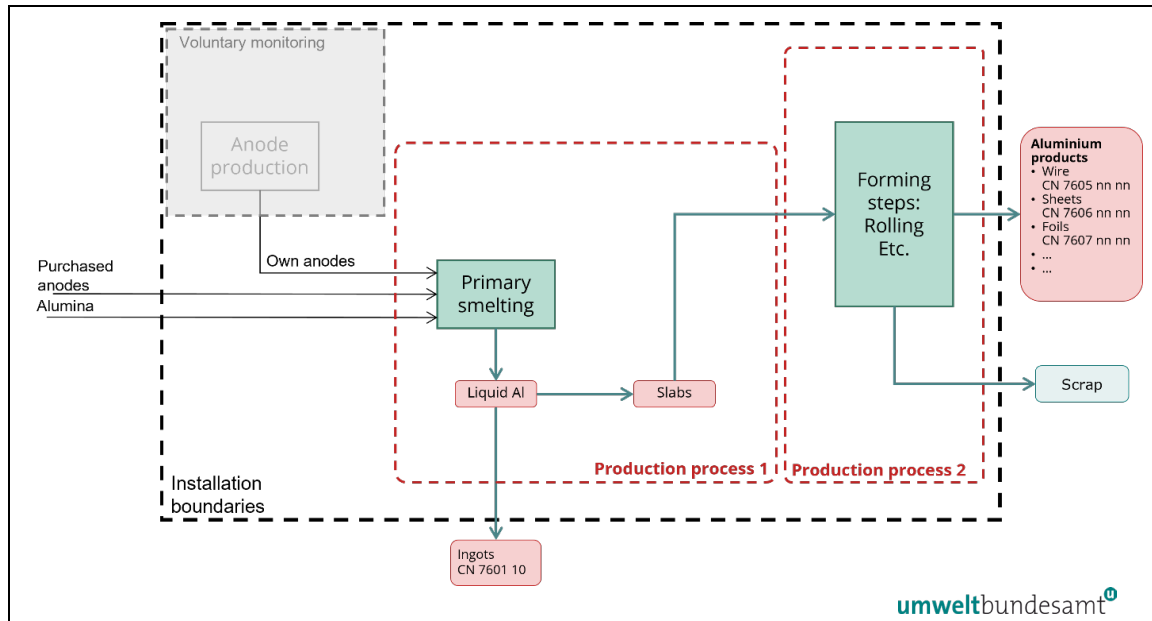 Voluntary monitoring
Anode
production
Own anodes
Purchased
anodes
Alumina
Primary
smelting
Liquid Al
Slabs
Production process 1
Forming
steps:
Rolling
Etc.
Production process 2
Aluminium
products
• Wire
CN 7605 nn nn
• Sheets
CN 7606 nn nn
• Foils
CN 7607 nn nn
• ...
• ...
Scrap
Installation
boundaries
Ingots
CN 7601 10
umweltbundesamt
u